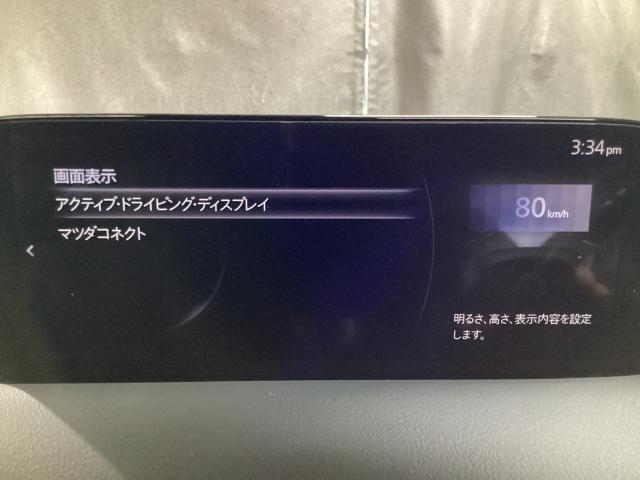 3:34pm
画面表示
アクティブ・ドライビング・ディスプレイ
80km/h
マツダコネクト
明るさ、高さ、表示内容を設定
します。